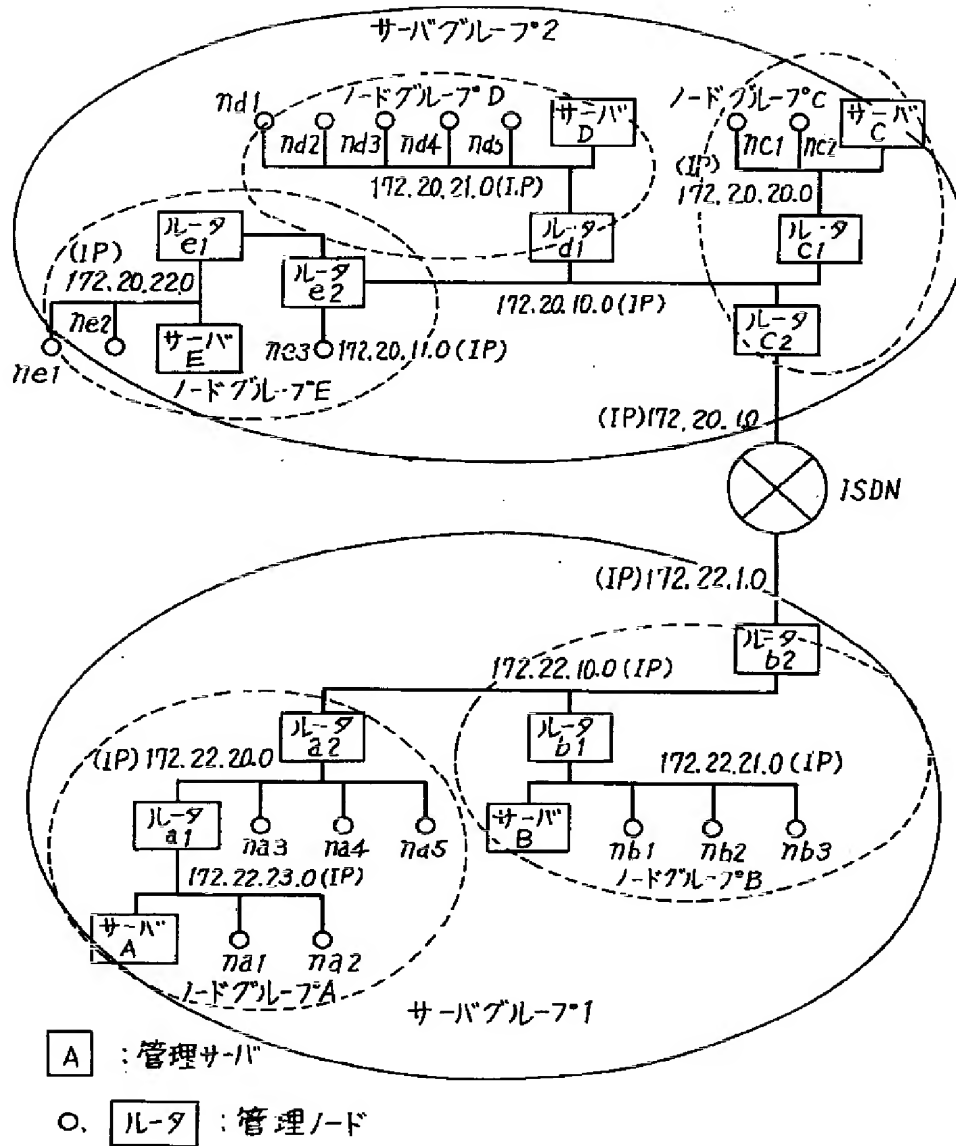 サーバグループ2
ノードグループD
nd1
nd2
nd3
nd4
nd5
サーバ
D
172.20.21.0(IP)
ルータ
d1
ノードグループC
サーバ
C
nc1
nc2
(IP)
172.20.20.0
ルータ
c1
172.20.10.0(IP)
ルータ
c2
ルータ
e1
(IP)
172.20.22.0
ルータ
e2
ne2
サーバ
E
ne1
ne3
172.20.11.0(IP)
ノードグループE
(IP)172.20.1.0
ISDN
(IP)172.22.1.0
ルータ
b2
172.22.10.0(IP)
ルータ
a2
ルータ
b1
(IP)172.22.20.0
172.22.21.0(IP)
ルータ
a1
na3
na4
na5
サーバ
B
nb1
nb2
nb3
ノードグループB
172.22.23.0(IP)
サーバ
A
na1
na2
ノードグループA
サーバグループ1
A :管理サーバ
○、ルータ :管理ノード